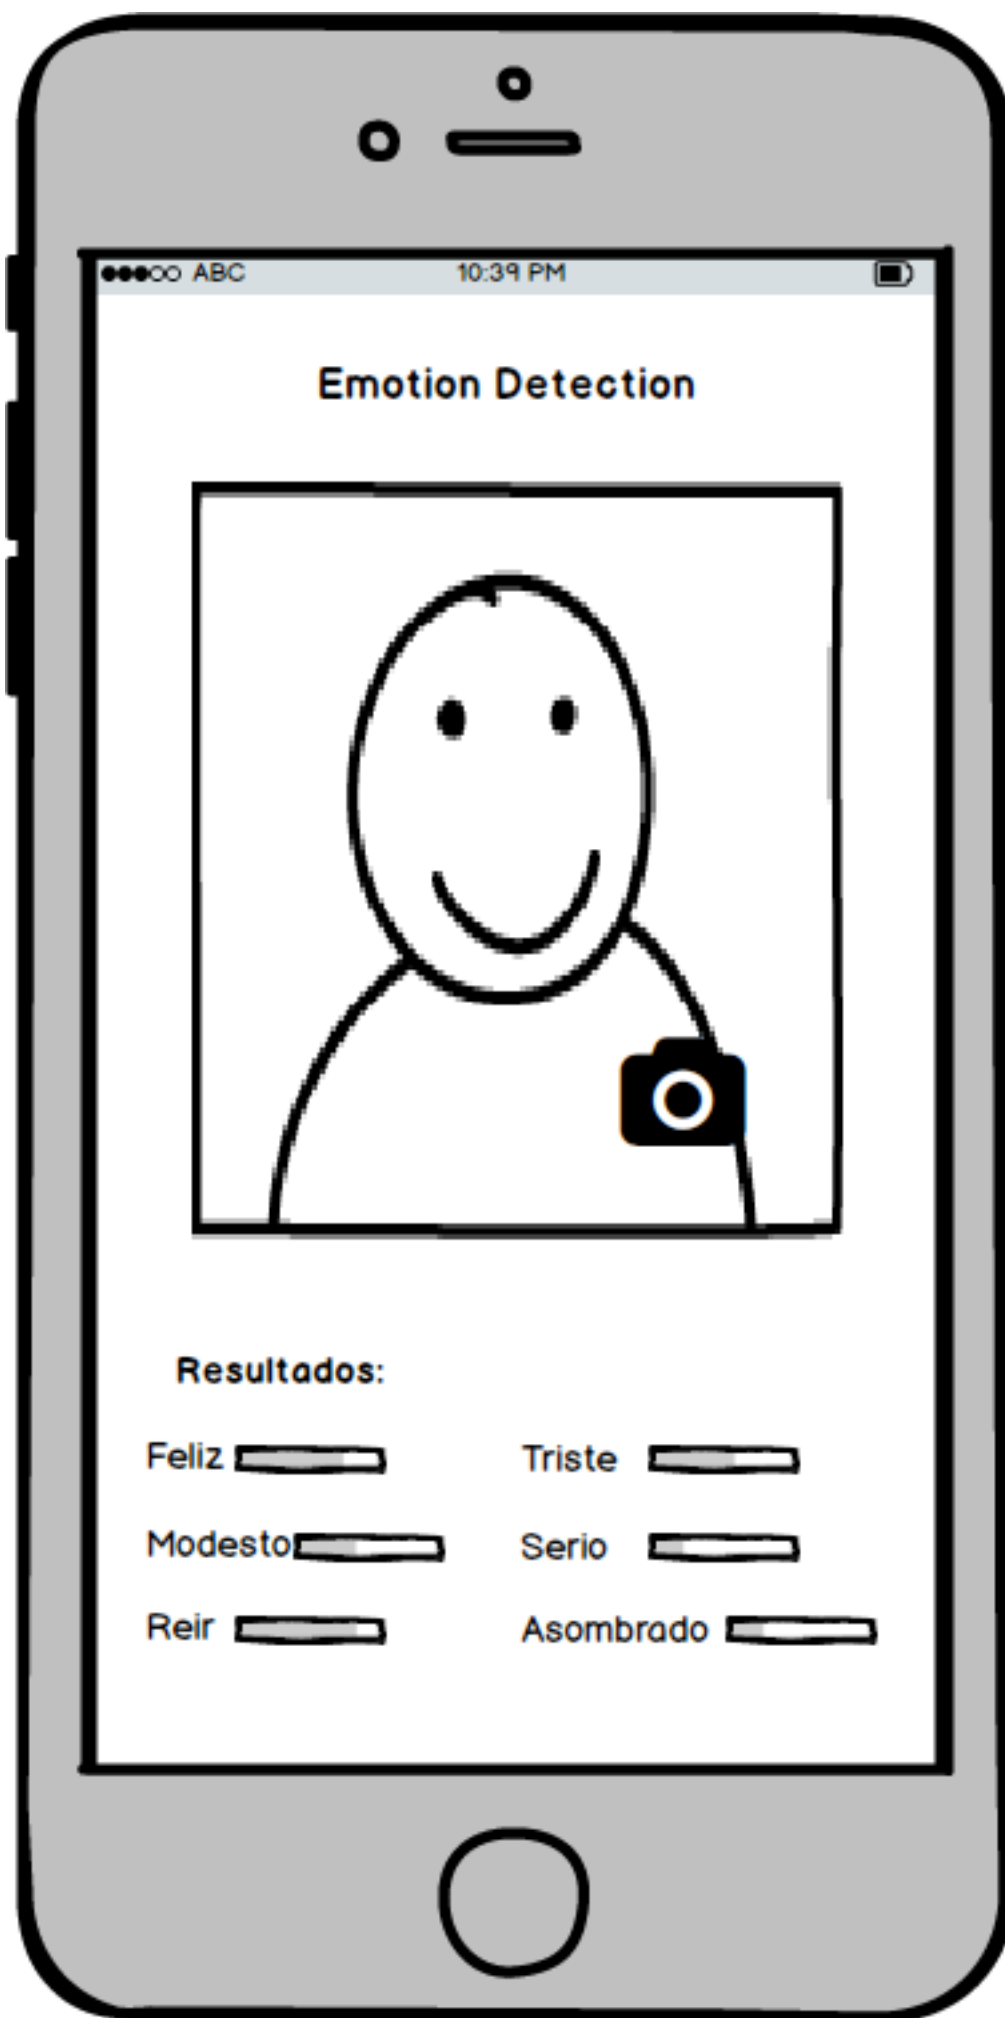 ABC 10:39 PM
Emotion Detection
Resultados:
Feliz Triste
Modesto Serio
Reir Asombrado